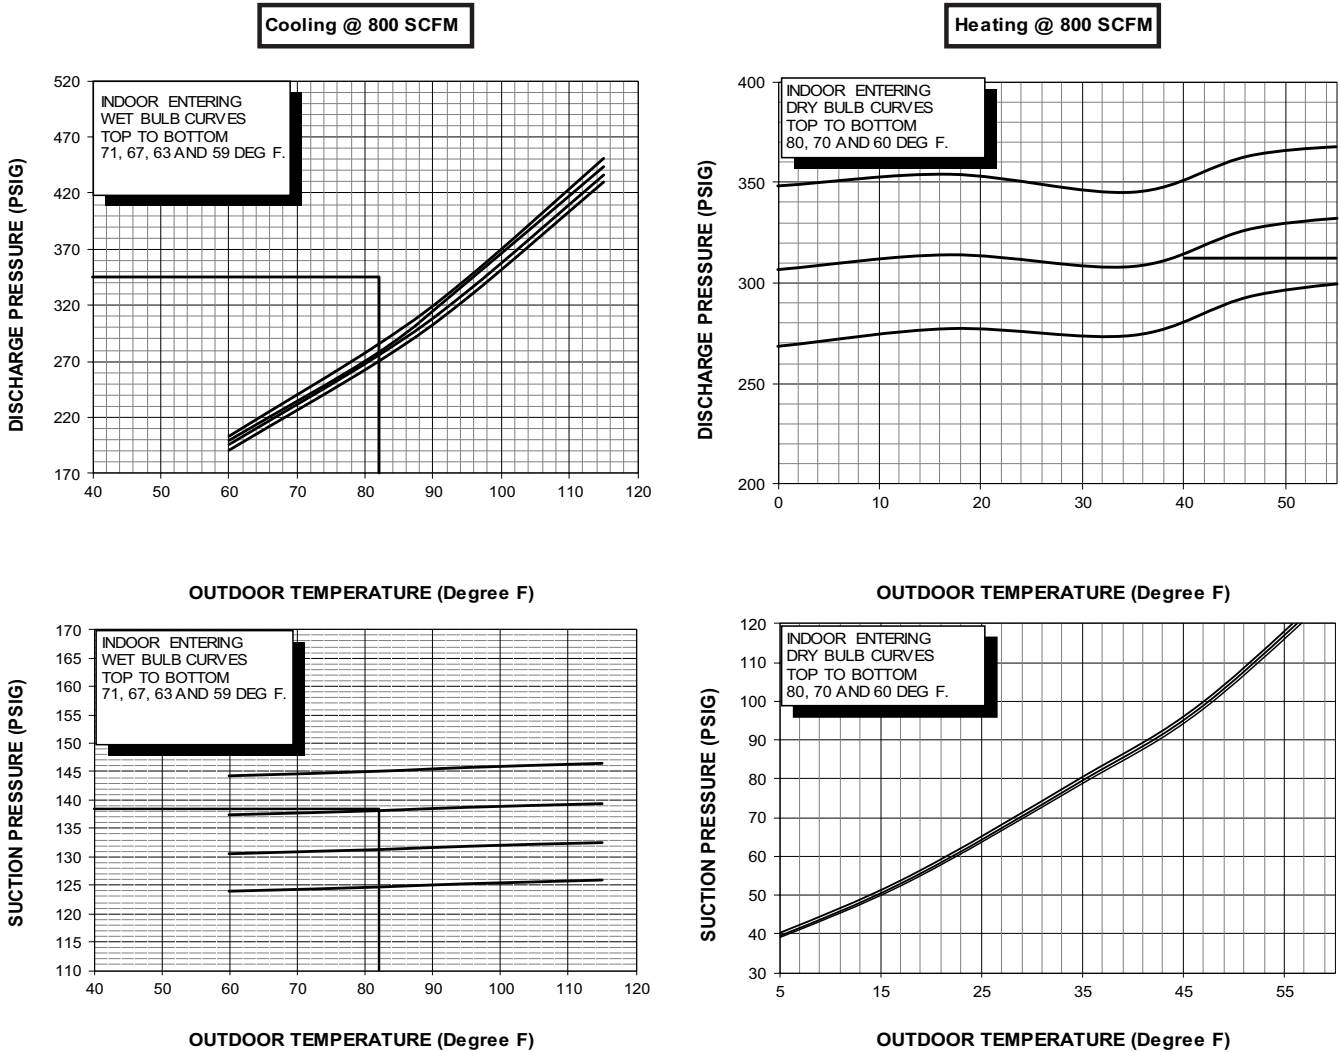 Cooling @ 800 SCFM
Heating @ 800 SCFM
INDOOR ENTERING
WET BULB CURVES
TOP TO BOTTOM
71, 67, 63 AND 59 DEG F.
DISCHARGE PRESSURE (PSIG)
520
470
420
370
320
270
220
170
40 50 60 70 80 90 100 110 120
OUTDOOR TEMPERATURE (Degree F)
INDOOR ENTERING
DRY BULB CURVES
TOP TO BOTTOM
80, 70 AND 60 DEG F.
DISCHARGE PRESSURE (PSIG)
400
350
300
250
200
0 10 20 30 40 50
OUTDOOR TEMPERATURE (Degree F)
INDOOR ENTERING
WET BULB CURVES
TOP TO BOTTOM
71, 67, 63 AND 59 DEG F.
SUCTION PRESSURE (PSIG)
170
165
160
155
150
145
140
135
130
125
120
115
110
40 50 60 70 80 90 100 110 120
OUTDOOR TEMPERATURE (Degree F)
INDOOR ENTERING
DRY BULB CURVES
TOP TO BOTTOM
80, 70 AND 60 DEG F.
SUCTION PRESSURE (PSIG)
120
110
100
90
80
70
60
50
40
30
5 15 25 35 45 55
OUTDOOR TEMPERATURE (Degree F)